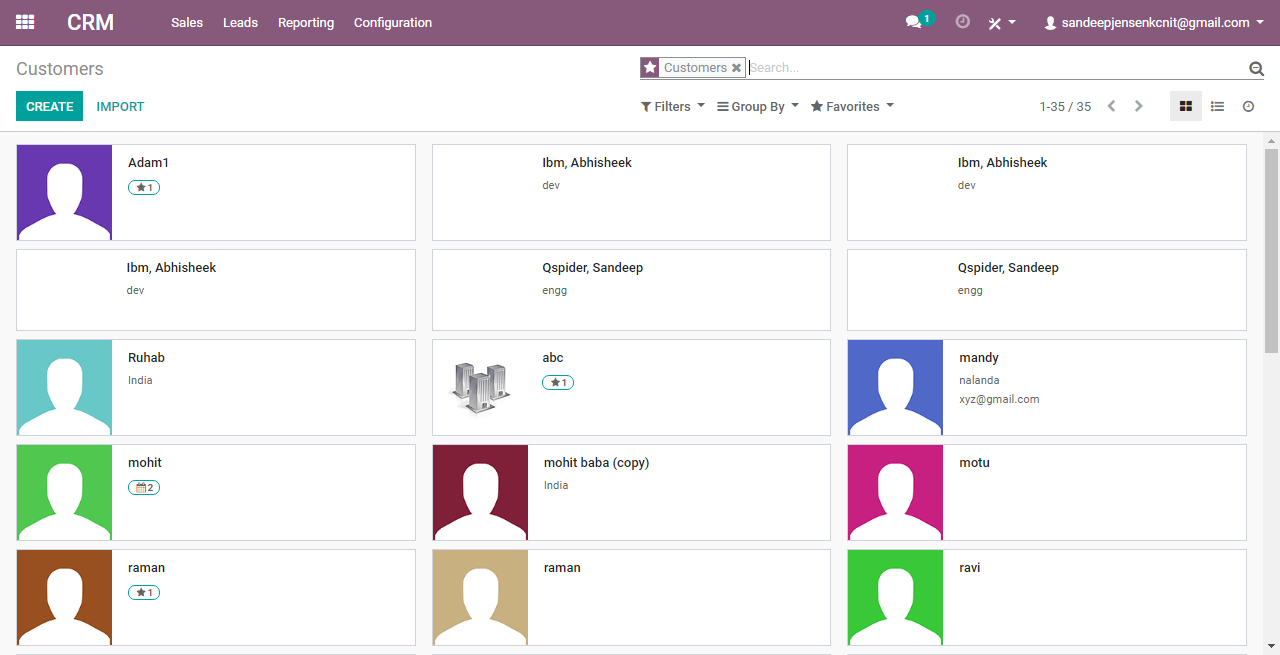 CRM Sales Leads Reporting Configuration 1 sandeepjensenkcnit@gmail.com
Customers Customers Search...
CREATE IMPORT Filters Group By Favorites 1-35 / 35
Adam1 Ibm, Abhisheek Ibm, Abhisheek
1 dev dev
Ibm, Abhisheek Qspider, Sandeep Qspider, Sandeep
dev engg engg
Ruhab abc mandy
India 1 nalanda
xyz@gmail.com
mohit mohit baba (copy) motu
2 India
raman raman ravi
1